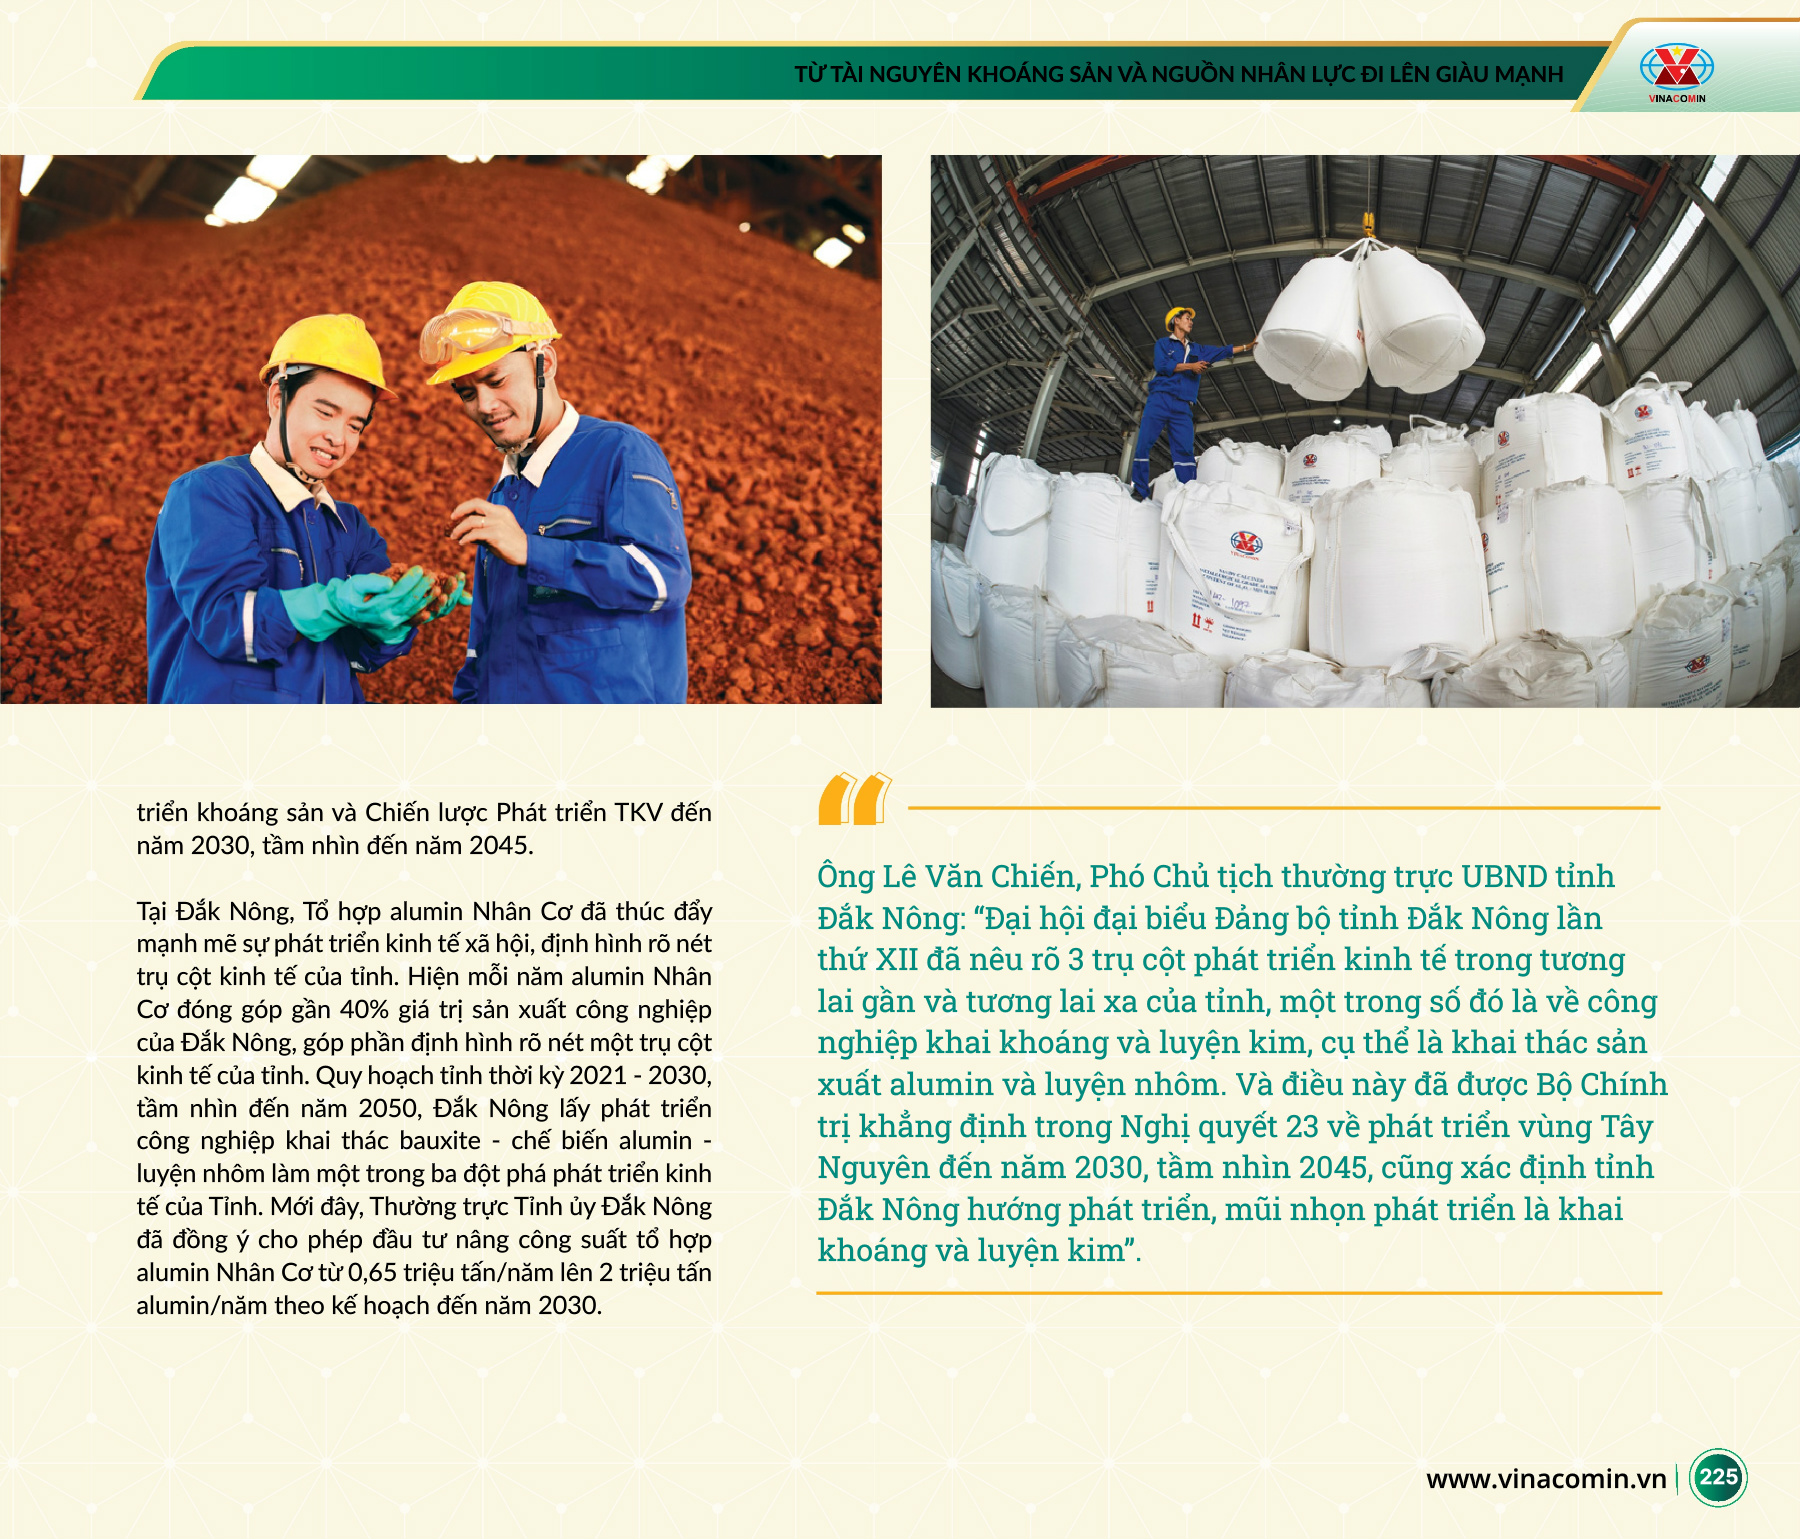 TỪ TÀI NGUYÊN KHOÁNG SẢN VÀ NGUỒN NHÂN LỰC ĐI LÊN GIÀU MẠNH
VINACOMIN
VINACOMIN
triển khoáng sản và Chiến lược Phát triển TKV đến
năm 2030, tầm nhìn đến năm 2045.
Tại Đắk Nông, Tổ hợp alumin Nhân Cơ đã thúc đẩy
mạnh mẽ sự phát triển kinh tế xã hội, định hình rõ nét
trụ cột kinh tế của tỉnh. Hiện mỗi năm alumin Nhân
Cơ đóng góp gần 40% giá trị sản xuất công nghiệp
của Đắk Nông, góp phần định hình rõ nét một trụ cột
kinh tế của tỉnh. Quy hoạch tỉnh thời kỳ 2021 - 2030,
tầm nhìn đến năm 2050, Đắk Nông lấy phát triển
công nghiệp khai thác bauxite - chế biến alumin -
luyện nhôm làm một trong ba đột phá phát triển kinh
tế của Tỉnh. Mới đây, Thường trực Tỉnh ủy Đắk Nông
đã đồng ý cho phép đầu tư nâng công suất tổ hợp
alumin Nhân Cơ từ 0,65 triệu tấn/năm lên 2 triệu tấn
alumin/năm theo kế hoạch đến năm 2030.
Ông Lê Văn Chiến, Phó Chủ tịch thường trực UBND tỉnh
Đắk Nông: “Đại hội đại biểu Đảng bộ tỉnh Đắk Nông lần
thứ XII đã nêu rõ 3 trụ cột phát triển kinh tế trong tương
lai gần và tương lai xa của tỉnh, một trong số đó là về công
nghiệp khai khoáng và luyện kim, cụ thể là khai thác sản
xuất alumin và luyện nhôm. Và điều này đã được Bộ Chính
trị khẳng định trong Nghị quyết 23 về phát triển vùng Tây
Nguyên đến năm 2030, tầm nhìn 2045, cũng xác định tỉnh
Đắk Nông hướng phát triển, mũi nhọn phát triển là khai
khoáng và luyện kim”.
www.vinacomin.vn
225